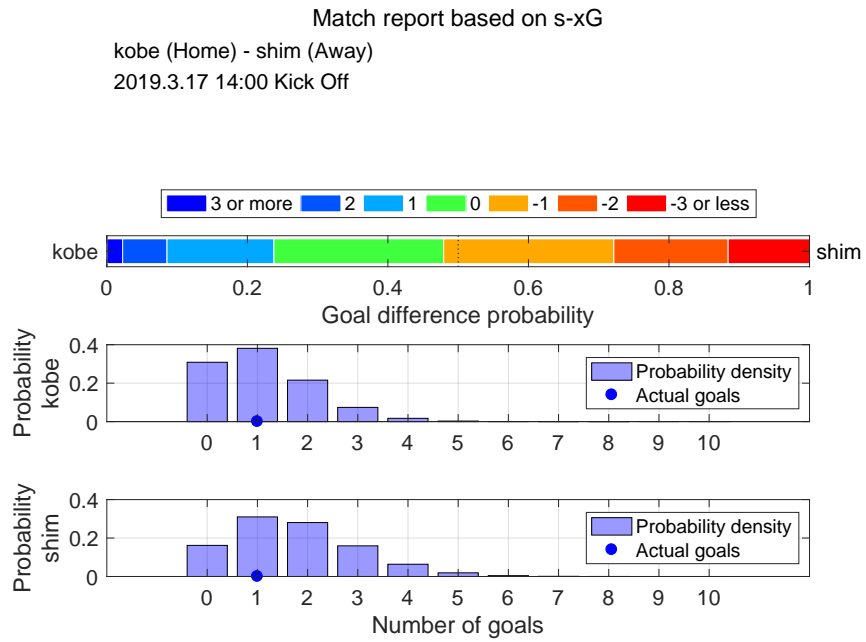 Match report based on s-xG
kobe (Home) - shim (Away)
2019.3.17 14:00 Kick Off
3 or more 2 1 0 -1 -2 -3 or less
kobe shim
0 0.2 0.4 0.6 0.8 1
Goal difference probability
Probability
kobe
0.4
0.2
0
Probability density
Actual goals
0 1 2 3 4 5 6 7 8 9 10
Probability
shim
0.4
0.2
0
Probability density
Actual goals
0 1 2 3 4 5 6 7 8 9 10
Number of goals